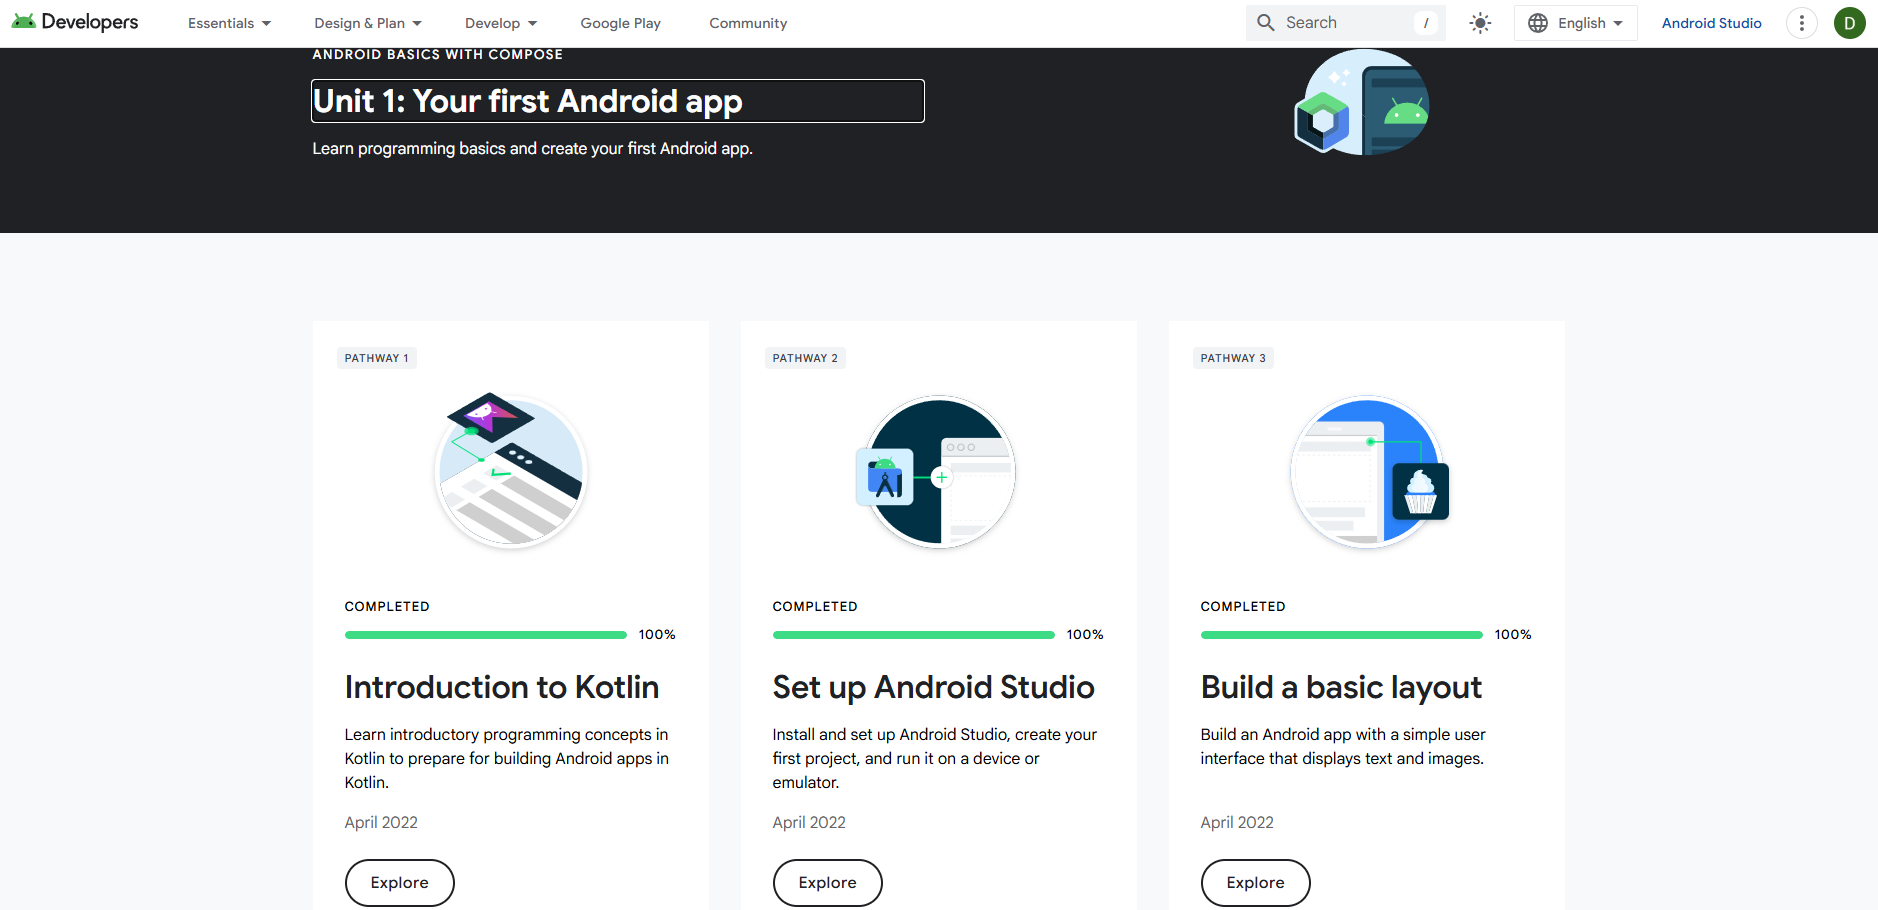 Developers
Essentials
Design & Plan
Develop
Google Play
Community
Search
/
English
Android Studio
D
ANDROID BASICS WITH COMPOSE
Unit 1: Your first Android app
Learn programming basics and create your first Android app.
PATHWAY 1
COMPLETED
100%
Introduction to Kotlin
Learn introductory programming concepts in
Kotlin to prepare for building Android apps in
Kotlin.
April 2022
Explore
PATHWAY 2
COMPLETED
100%
Set up Android Studio
Install and set up Android Studio, create your
first project, and run it on a device or
emulator.
April 2022
Explore
PATHWAY 3
COMPLETED
100%
Build a basic layout
Build an Android app with a simple user
interface that displays text and images.
April 2022
Explore